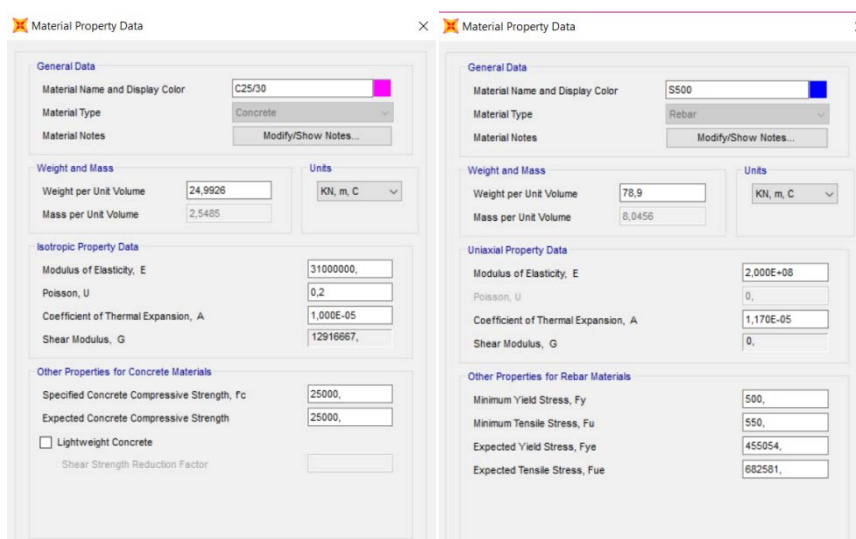 Material Property Data
General Data
Material Name and Display Color C25/30
Material Type Concrete
Material Notes Modify/Show Notes...
Weight and Mass
Weight per Unit Volume 24,9926
Mass per Unit Volume 2,5485
Units
KN, m, C
Isotropic Property Data
Modulus of Elasticity, E 31000000,
Poisson, U 0,2
Coefficient of Thermal Expansion, A 1,000E-05
Shear Modulus, G 12916667,
Other Properties for Concrete Materials
Specified Concrete Compressive Strength, f'c 25000,
Expected Concrete Compressive Strength 25000,
Lightweight Concrete
Shear Strength Reduction Factor
Material Property Data
General Data
Material Name and Display Color S500
Material Type Rebar
Material Notes Modify/Show Notes...
Weight and Mass
Weight per Unit Volume 78,9
Mass per Unit Volume 8,0456
Units
KN, m, C
Uniaxial Property Data
Modulus of Elasticity, E 2,000E+08
Poisson, U 0,
Coefficient of Thermal Expansion, A 1,170E-05
Shear Modulus, G 0,
Other Properties for Rebar Materials
Minimum Yield Stress, Fy 500,
Minimum Tensile Stress, Fu 550,
Expected Yield Stress, Fye 455054,
Expected Tensile Stress, Fue 682581,